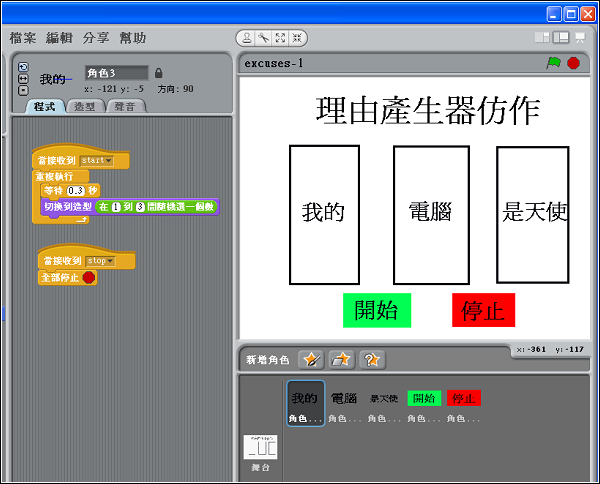 檔案 編輯 分享 幫助
我的
角色3
x: -121 y: -5 方向: 90
程式 造型 聲音
當接收到 start
重複執行
等待 0.3 秒
切換到造型 在 1 到 3 間隨機選一個數
當接收到 stop
全部停止
excuses-1
理由產生器仿作
我的 電腦 是天使
開始 停止
x: -361 y: -117
新增角色
我的 電腦 是天使 開始 停止
角色... 角色... 角色... 角色... 角色...
舞台